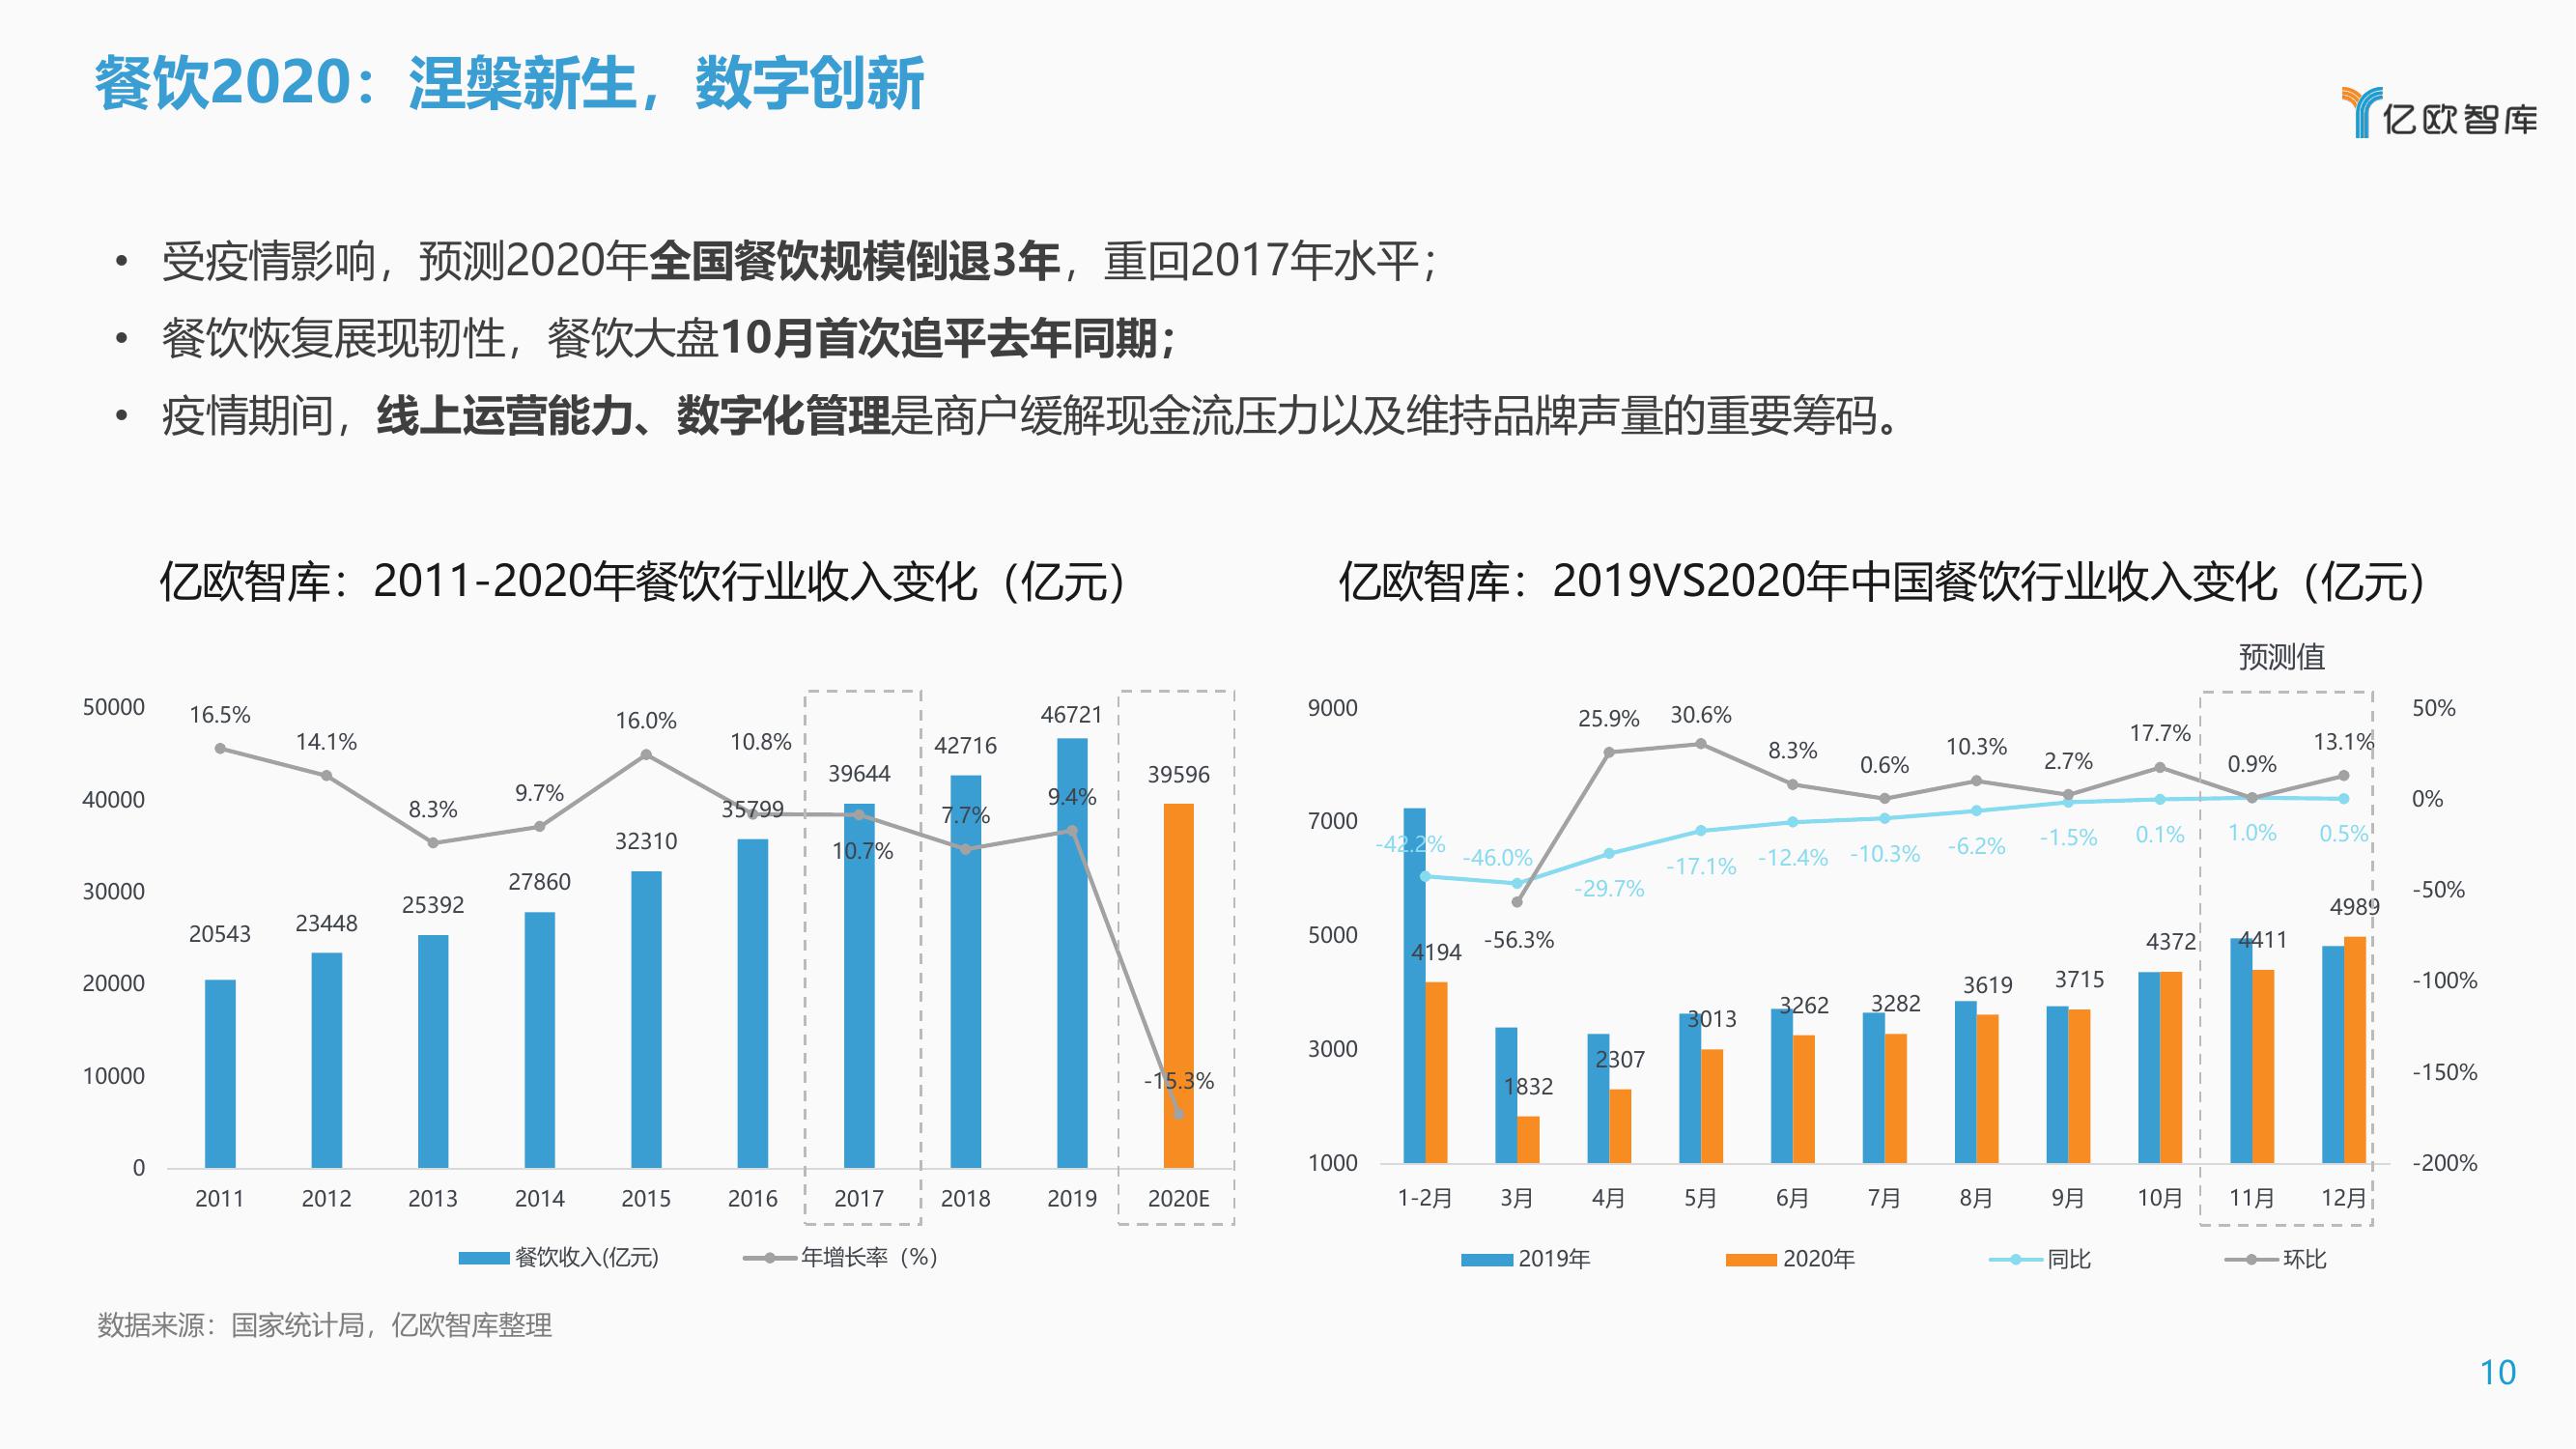 餐饮2020：涅槃新生，数字创新
亿欧智库
• 受疫情影响，预测2020年全国餐饮规模倒退3年，重回2017年水平；
• 餐饮恢复展现韧性，餐饮大盘10月首次追平去年同期；
• 疫情期间，线上运营能力、数字化管理是商户缓解现金流压力以及维持品牌声量的重要筹码。
亿欧智库：2011-2020年餐饮行业收入变化（亿元）
50000
40000
30000
20000
10000
0
16.5% 14.1% 8.3% 9.7% 16.0% 10.8% 10.7% 7.7% 9.4% -15.3%
20543 23448 25392 27860 32310 35799 39644 42716 46721 39596
2011 2012 2013 2014 2015 2016 2017 2018 2019 2020E
餐饮收入(亿元) 年增长率（%）
亿欧智库：2019VS2020年中国餐饮行业收入变化（亿元）
预测值
9000
7000
5000
3000
1000
50%
0%
-50%
-100%
-150%
-200%
-56.3% 25.9% 30.6% 8.3% 0.6% 10.3% 2.7% 17.7% 0.9% 13.1%
-42.2% -46.0% -29.7% -17.1% -12.4% -10.3% -6.2% -1.5% 0.1% 1.0% 0.5%
4194 1832 2307 3013 3262 3282 3619 3715 4372 4411 4989
1-2月 3月 4月 5月 6月 7月 8月 9月 10月 11月 12月
2019年 2020年 同比 环比
数据来源：国家统计局，亿欧智库整理
10